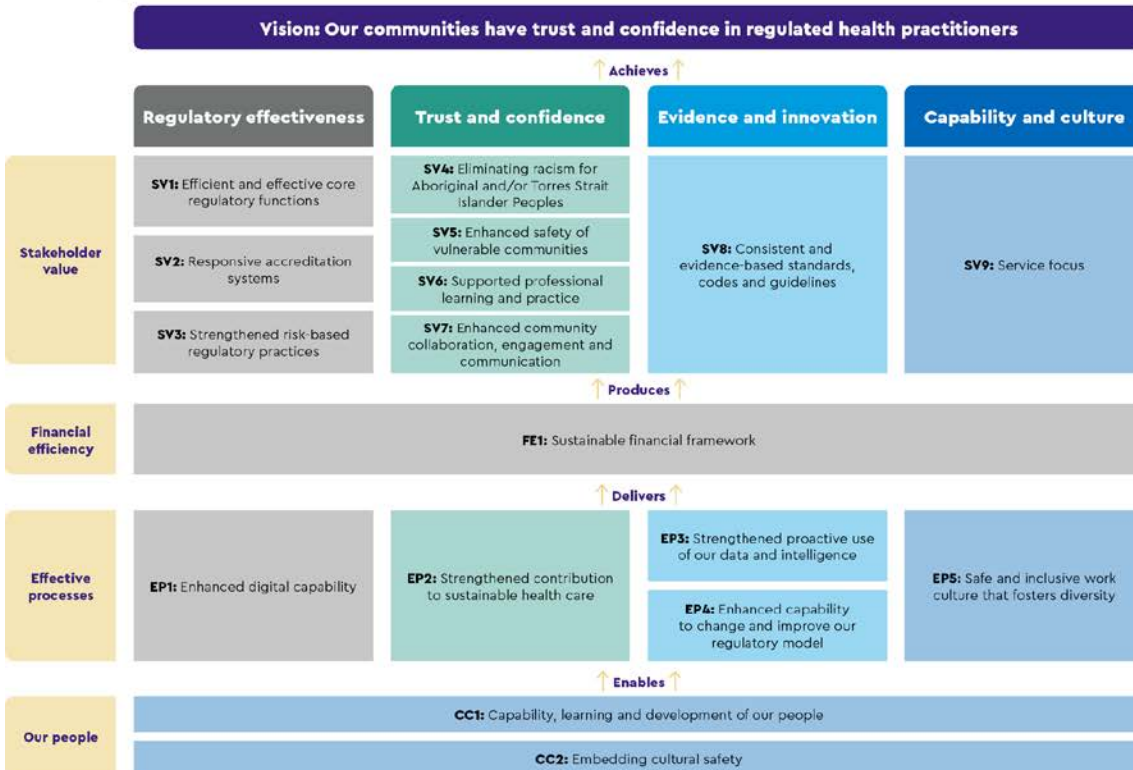 Vision: Our communities have trust and confidence in regulated health practitioners
Achieves
Regulatory effectiveness
Trust and confidence
Evidence and innovation
Capability and culture
Stakeholder
value
SV1: Efficient and effective core
regulatory functions
SV2: Responsive accreditation
systems
SV3: Strengthened risk-based
regulatory practices
SV4: Eliminating racism for
Aboriginal and/or Torres Strait
Islander Peoples
SV5: Enhanced safety of
vulnerable communities
SV6: Supported professional
learning and practice
SV7: Enhanced community
collaboration, engagement and
communication
SV8: Consistent and
evidence-based standards,
codes and guidelines
SV9: Service focus
Produces
Financial
efficiency
FE1: Sustainable financial framework
Delivers
Effective
processes
EP1: Enhanced digital capability
EP2: Strengthened contribution
to sustainable health care
EP3: Strengthened proactive use
of our data and intelligence
EP4: Enhanced capability
to change and improve our
regulatory model
EP5: Safe and inclusive work
culture that fosters diversity
Enables
Our people
CC1: Capability, learning and development of our people
CC2: Embedding cultural safety